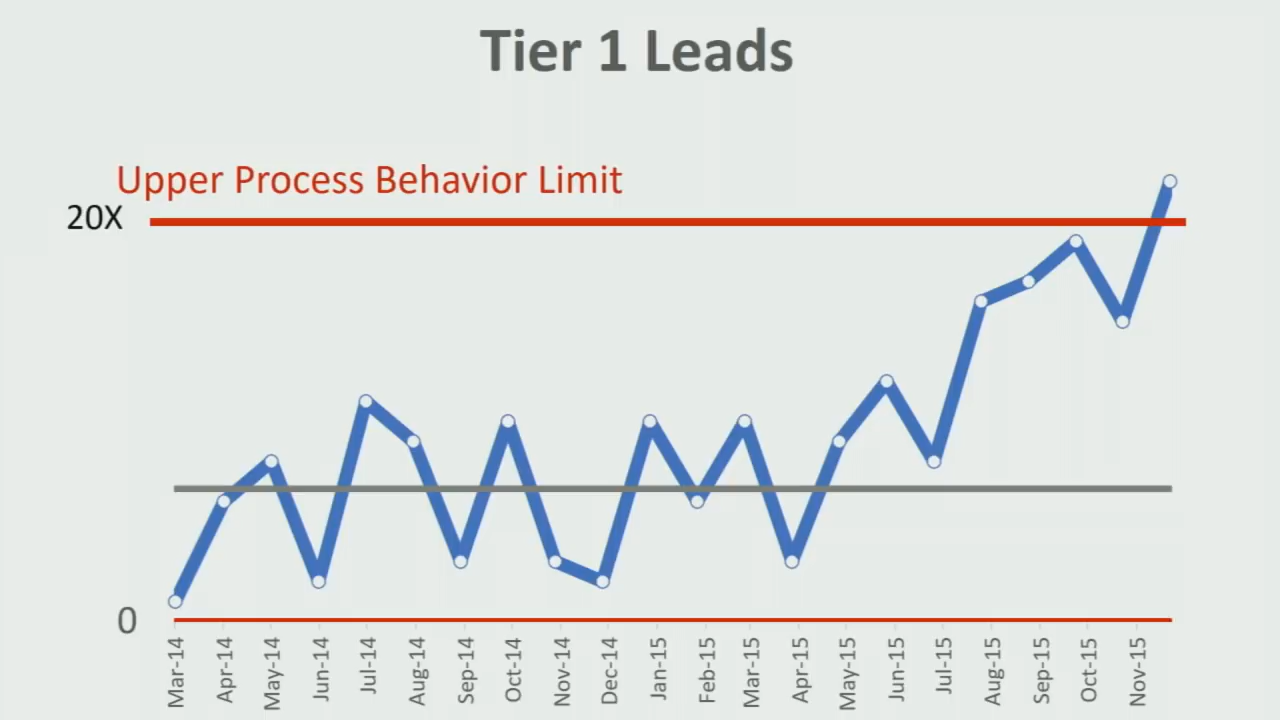 Tier 1 Leads
Upper Process Behavior Limit
20X
0
Mar-14
Apr-14
May-14
Jun-14
Jul-14
Aug-14
Sep-14
Oct-14
Nov-14
Dec-14
Jan-15
Feb-15
Mar-15
Apr-15
May-15
Jun-15
Jul-15
Aug-15
Sep-15
Oct-15
Nov-15